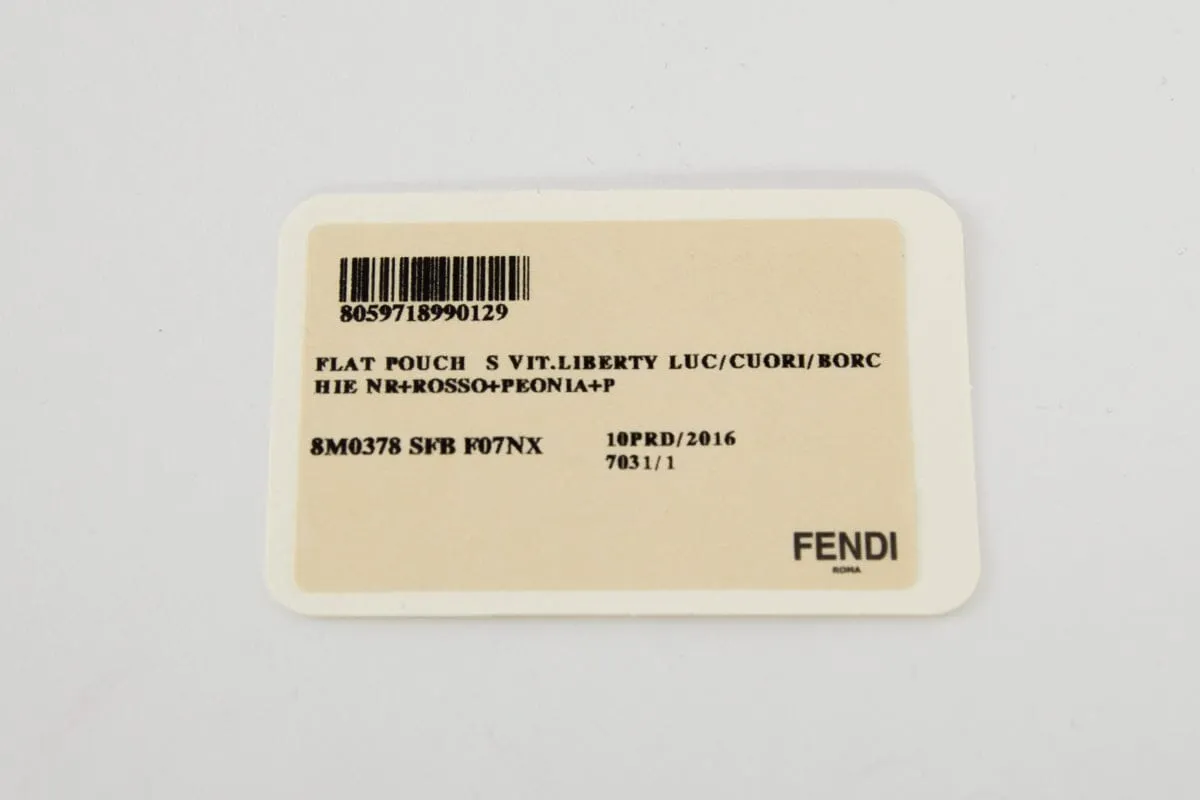 8059718990129
FLAT POUCH S VIT.LIBERTY LUC/CUORI/BORC
HIE NR+ROSSO+PEONIA+P
8M0378 SFB F07NX
10PRD/2016
7031/1
FENDI
ROMA